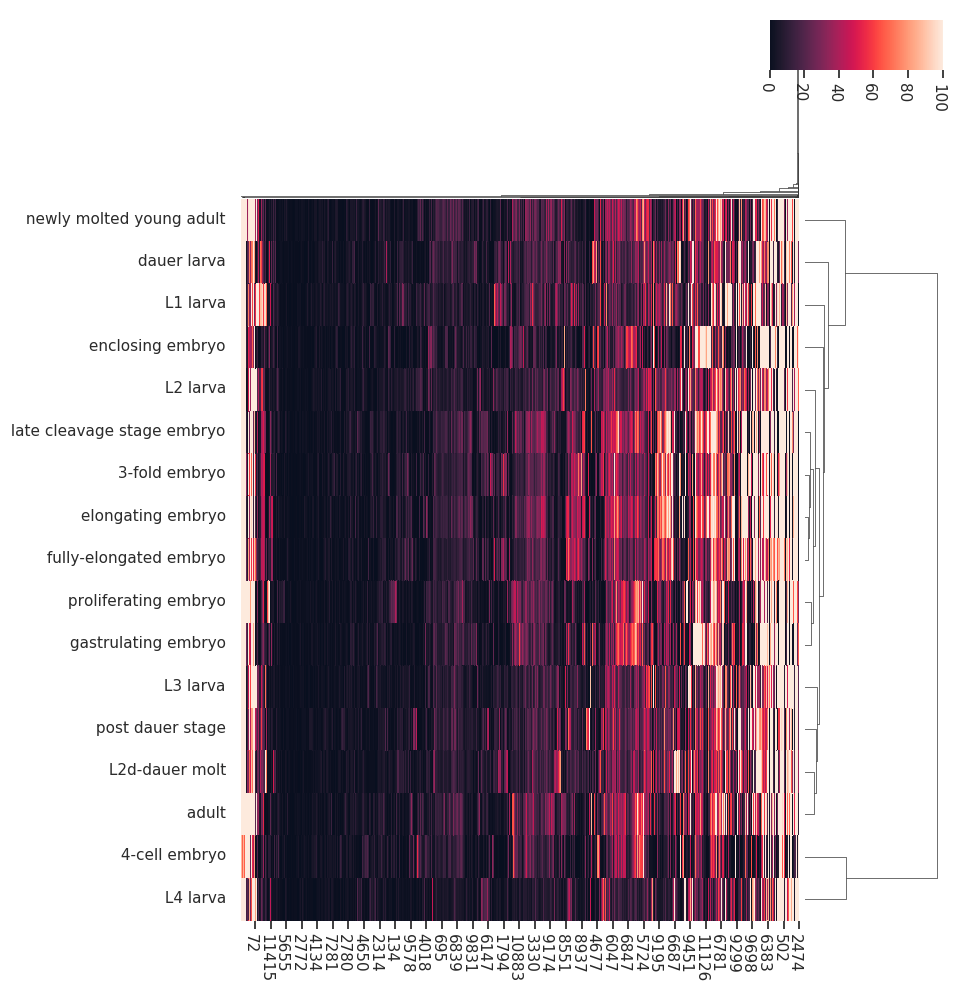 0 20 40 60 80 100
newly molted young adult
dauer larva
L1 larva
enclosing embryo
L2 larva
late cleavage stage embryo
3-fold embryo
elongating embryo
fully-elongated embryo
proliferating embryo
gastrulating embryo
L3 larva
post dauer stage
L2d-dauer molt
adult
4-cell embryo
L4 larva
72 11415 5655 2772 4134 7281 2780 4650 2314 134 9578 4018 695 6839 9831 6147 1794 10883 3330 9174 8551 8937 4677 6047 6847 5724 9195 6687 9451 11126 6781 9299 9698 6383 502 2474